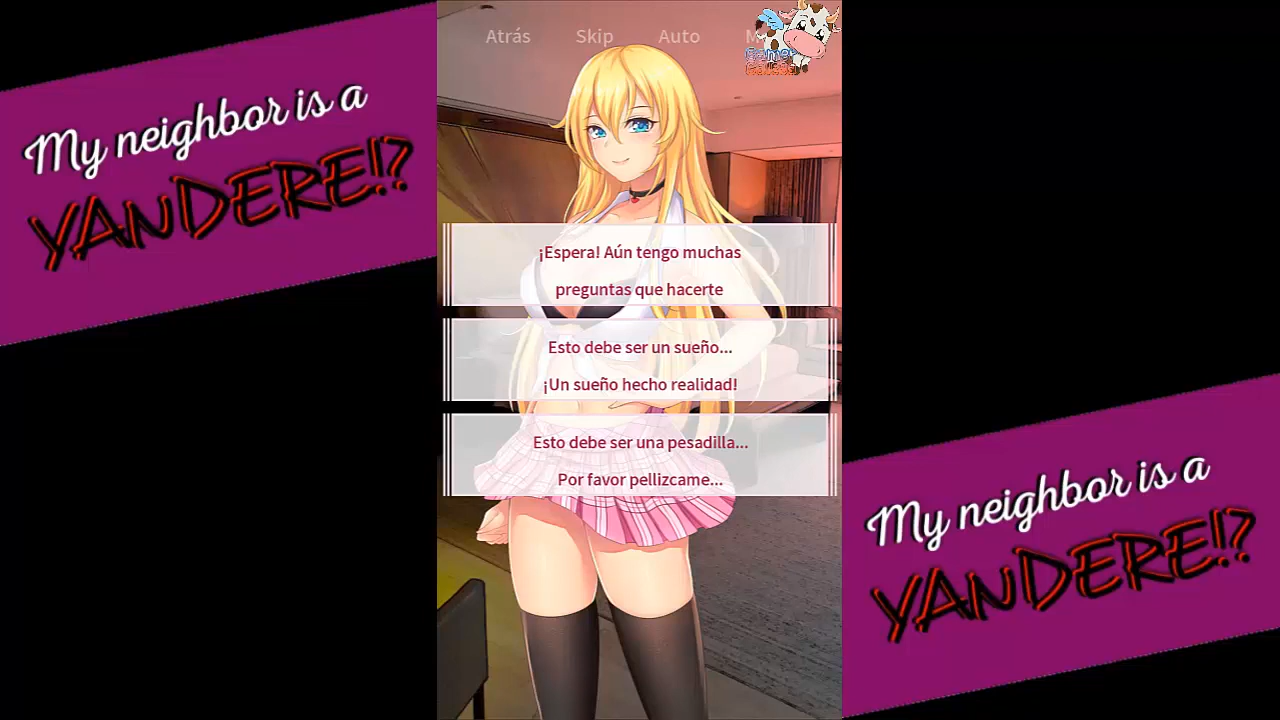 My neighbor is a
YANDERE!?
Atrás Skip Auto
¡Espera! Aún tengo muchas
preguntas que hacerte
Esto debe ser un sueño...
¡Un sueño hecho realidad!
Esto debe ser una pesadilla...
Por favor pellizcame...
My neighbor is a
YANDERE!?